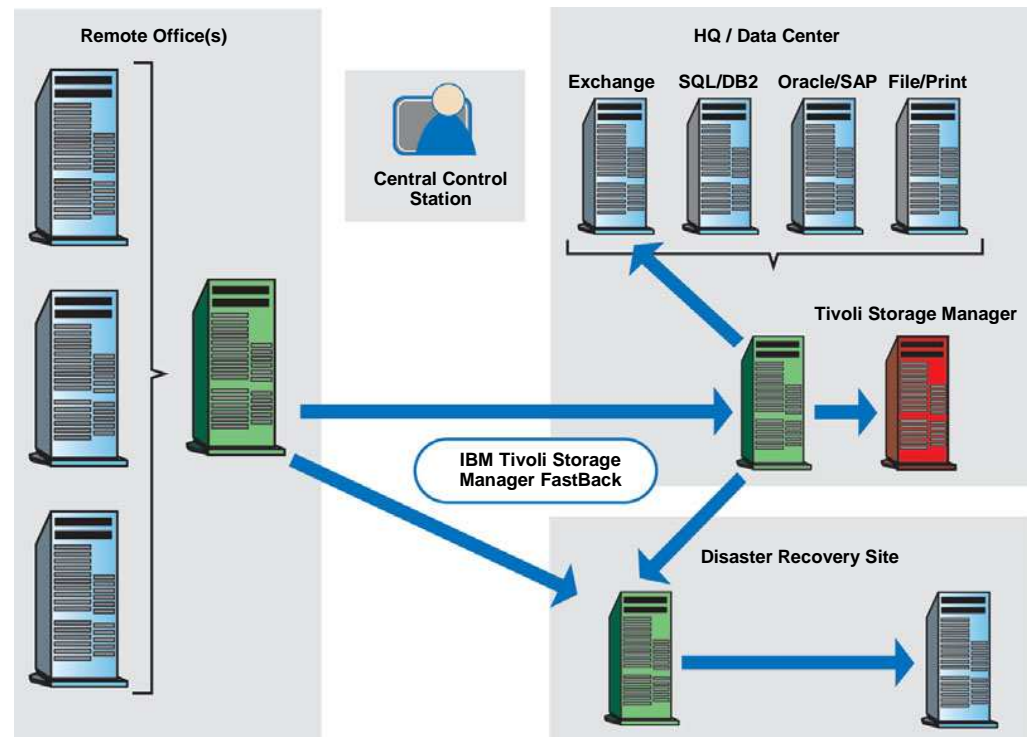 Remote Office(s)
HQ / Data Center
Exchange SQL/DB2 Oracle/SAP File/Print
Central Control
Station
Tivoli Storage Manager
IBM Tivoli Storage
Manager FastBack
Disaster Recovery Site